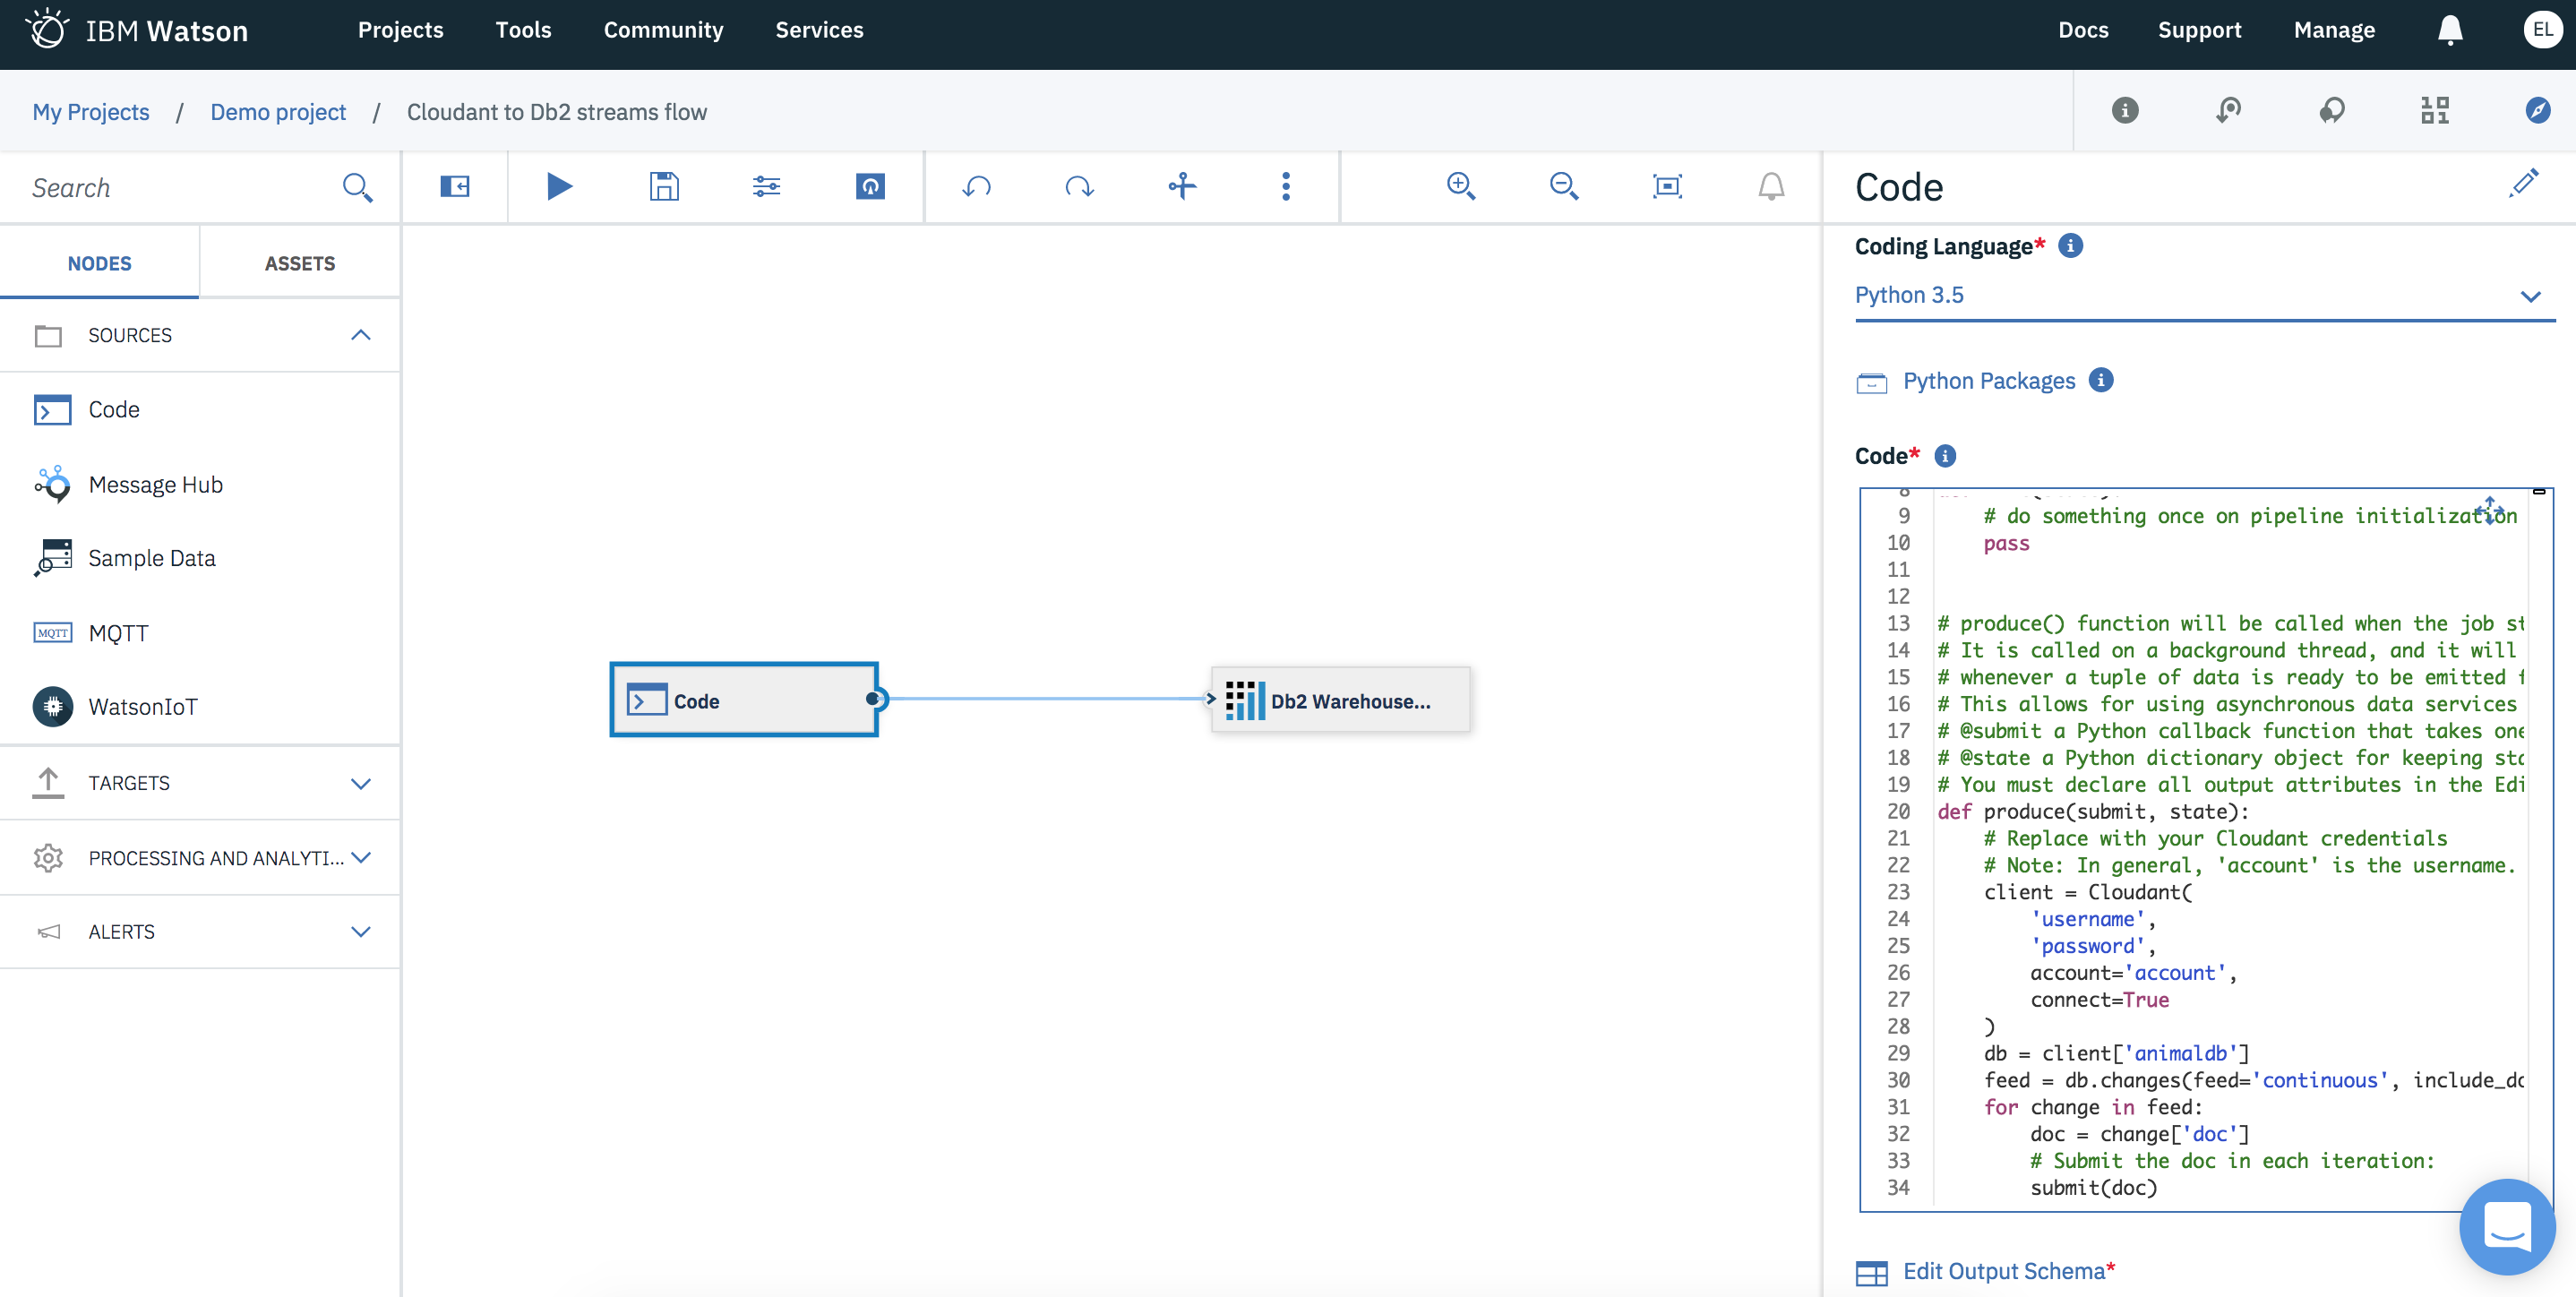 IBM Watson
Projects
Tools
Community
Services
Docs
Support
Manage
EL
My Projects / Demo project / Cloudant to Db2 streams flow
Search
NODES
ASSETS
SOURCES
Code
Message Hub
Sample Data
MQTT
MQTT
WatsonIoT
TARGETS
PROCESSING AND ANALYTI...
ALERTS
Code
Db2 Warehouse...
Code
Coding Language*
Python 3.5
Python Packages
Code*
8
9 # do something once on pipeline initialization
10 pass
11
12
13 # produce() function will be called when the job st
14 # It is called on a background thread, and it will
15 # whenever a tuple of data is ready to be emitted f
16 # This allows for using asynchronous data services
17 # @submit a Python callback function that takes one
18 # @state a Python dictionary object for keeping sta
19 # You must declare all output attributes in the Edi
20 def produce(submit, state):
21 # Replace with your Cloudant credentials
22 # Note: In general, 'account' is the username.
23 client = Cloudant(
24 'username',
25 'password',
26 account='account',
27 connect=True
28 )
29 db = client['animaldb']
30 feed = db.changes(feed='continuous', include_do
31 for change in feed:
32 doc = change['doc']
33 # Submit the doc in each iteration:
34 submit(doc)
Edit Output Schema*